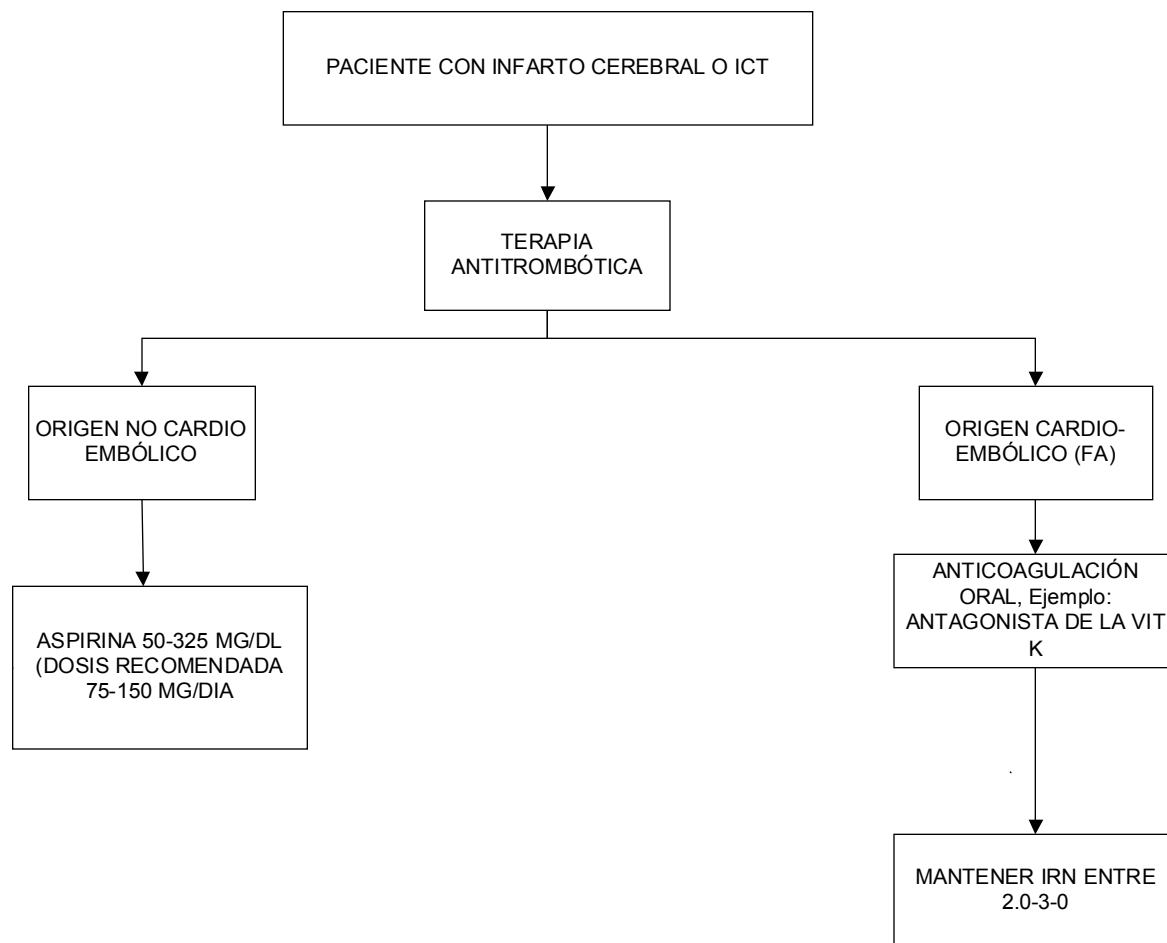 PACIENTE CON INFARTO CEREBRAL O ICT
TERAPIA
ANTITROMBÓTICA
ORIGEN NO CARDIO
EMBÓLICO
ORIGEN CARDIO-
EMBÓLICO (FA)
ASPIRINA 50-325 MG/DL
(DOSIS RECOMENDADA
75-150 MG/DIA
ANTICOAGULACIÓN
ORAL, Ejemplo:
ANTAGONISTA DE LA VIT
K
MANTENER IRN ENTRE
2.0-3-0